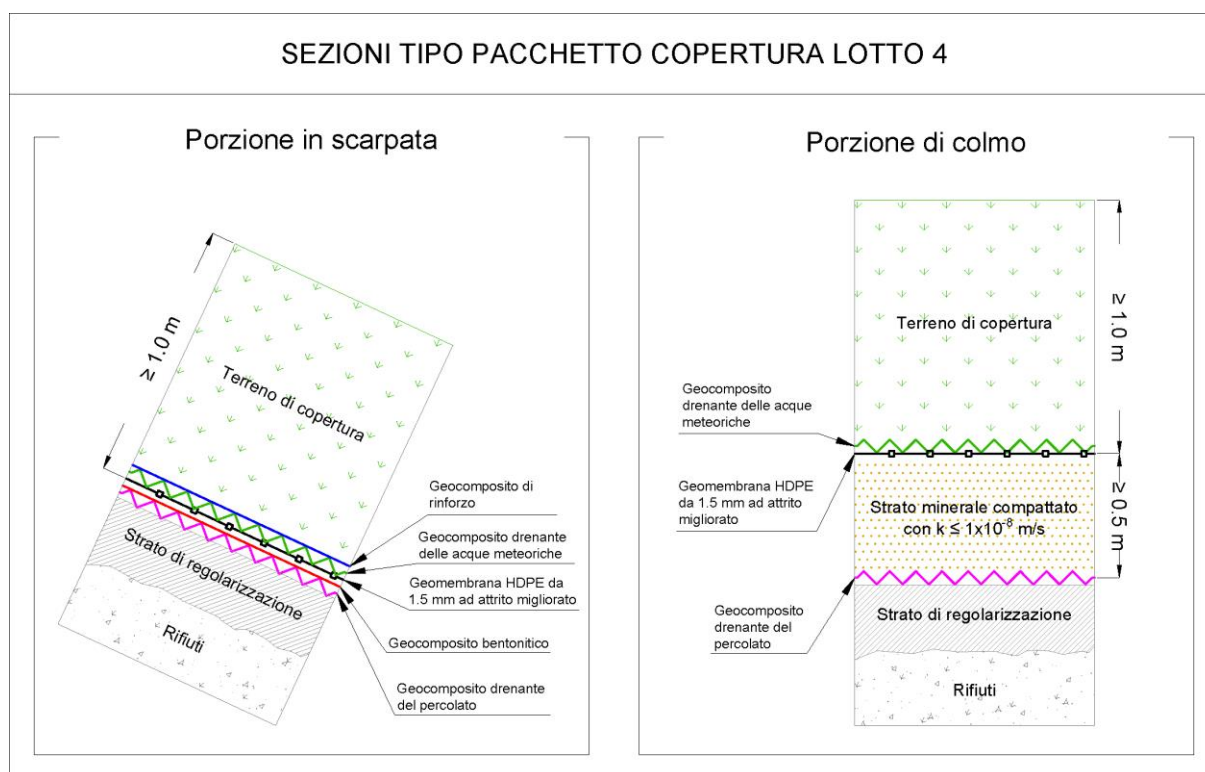 SEZIONI TIPO PACCHETTO COPERTURA LOTTO 4
Porzione in scarpata
≥ 1.0 m
Terreno di copertura
Geocomposito di
rinforzo
Geocomposito drenante
delle acque meteoriche
Geomembrana HDPE da
1.5 mm ad attrito migliorato
Geocomposito bentonitico
Geocomposito drenante
del percolato
Strato di regolarizzazione
Rifiuti
Porzione di colmo
Terreno di copertura
≥ 1.0 m
Geocomposito
drenante delle acque
meteoriche
Geomembrana HDPE
da 1.5 mm ad attrito
migliorato
Strato minerale compattato
con k ≤ 1x10⁻⁸ m/s
≥ 0.5 m
Geocomposito
drenante del
percolato
Strato di regolarizzazione
Rifiuti